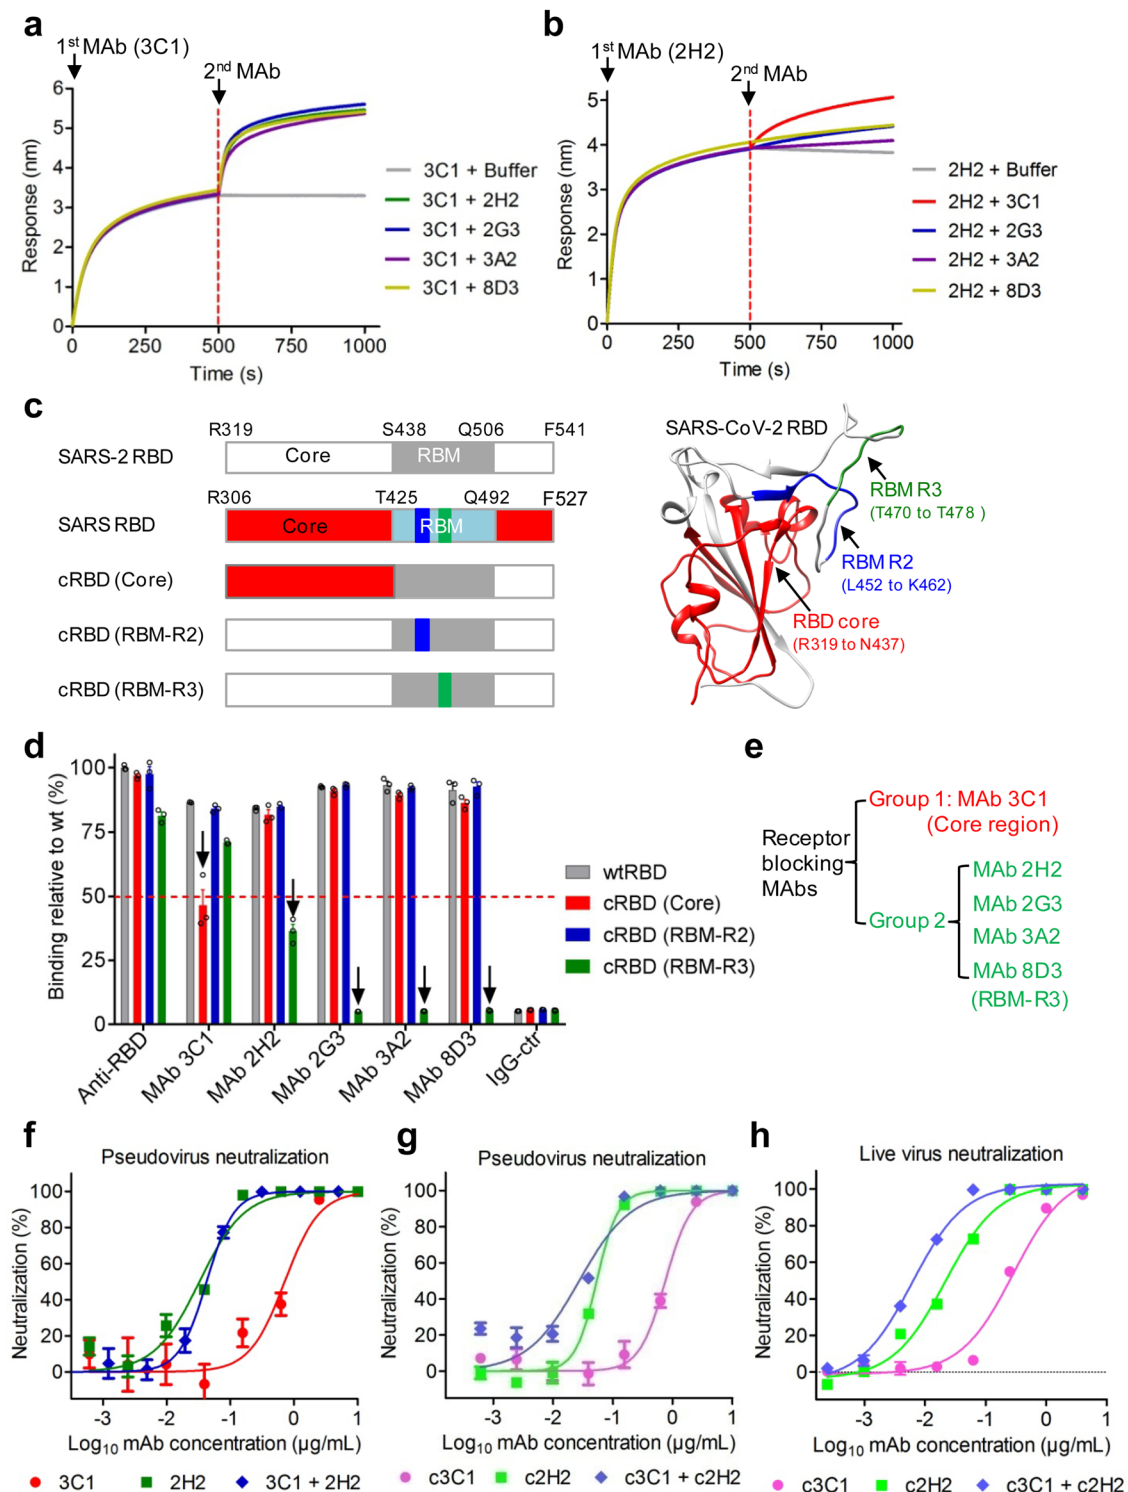 a
1st MAb (3C1)
2nd MAb
6
5
4
3
2
1
0
Response (nm)
0 250 500 750 1000
Time (s)
3C1 + Buffer
3C1 + 2H2
3C1 + 2G3
3C1 + 3A2
3C1 + 8D3
b
1st MAb (2H2)
2nd MAb
5
4
3
2
1
0
Response (nm)
0 250 500 750 1000
Time (s)
2H2 + Buffer
2H2 + 3C1
2H2 + 2G3
2H2 + 3A2
2H2 + 8D3
c
R319 S438 Q506 F541
SARS-2 RBD Core RBM
R306 T425 Q492 F527
SARS RBD Core RBM
cRBD (Core)
cRBD (RBM-R2)
cRBD (RBM-R3)
SARS-CoV-2 RBD
RBM R3
(T470 to T478 )
RBM R2
(L452 to K462)
RBD core
(R319 to N437)
d
Binding relative to wt (%)
100
75
50
25
0
Anti-RBD
MAb 3C1
MAb 2H2
MAb 2G3
MAb 3A2
MAb 8D3
IgG-ctr
wtRBD
cRBD (Core)
cRBD (RBM-R2)
cRBD (RBM-R3)
e
Receptor
blocking
MAbs
Group 1: MAb 3C1
(Core region)
Group 2
MAb 2H2
MAb 2G3
MAb 3A2
MAb 8D3
(RBM-R3)
f
Pseudovirus neutralization
Neutralization (%)
100
80
60
40
20
0
-3 -2 -1 0 1
Log10 mAb concentration (µg/mL)
3C1 2H2 3C1 + 2H2
g
Pseudovirus neutralization
Neutralization (%)
100
80
60
40
20
0
-3 -2 -1 0 1
Log10 mAb concentration (µg/mL)
c3C1 c2H2 c3C1 + c2H2
h
Live virus neutralization
Neutralization (%)
100
80
60
40
20
0
-3 -2 -1 0 1
Log10 mAb concentration (µg/mL)
c3C1 c2H2 c3C1 + c2H2